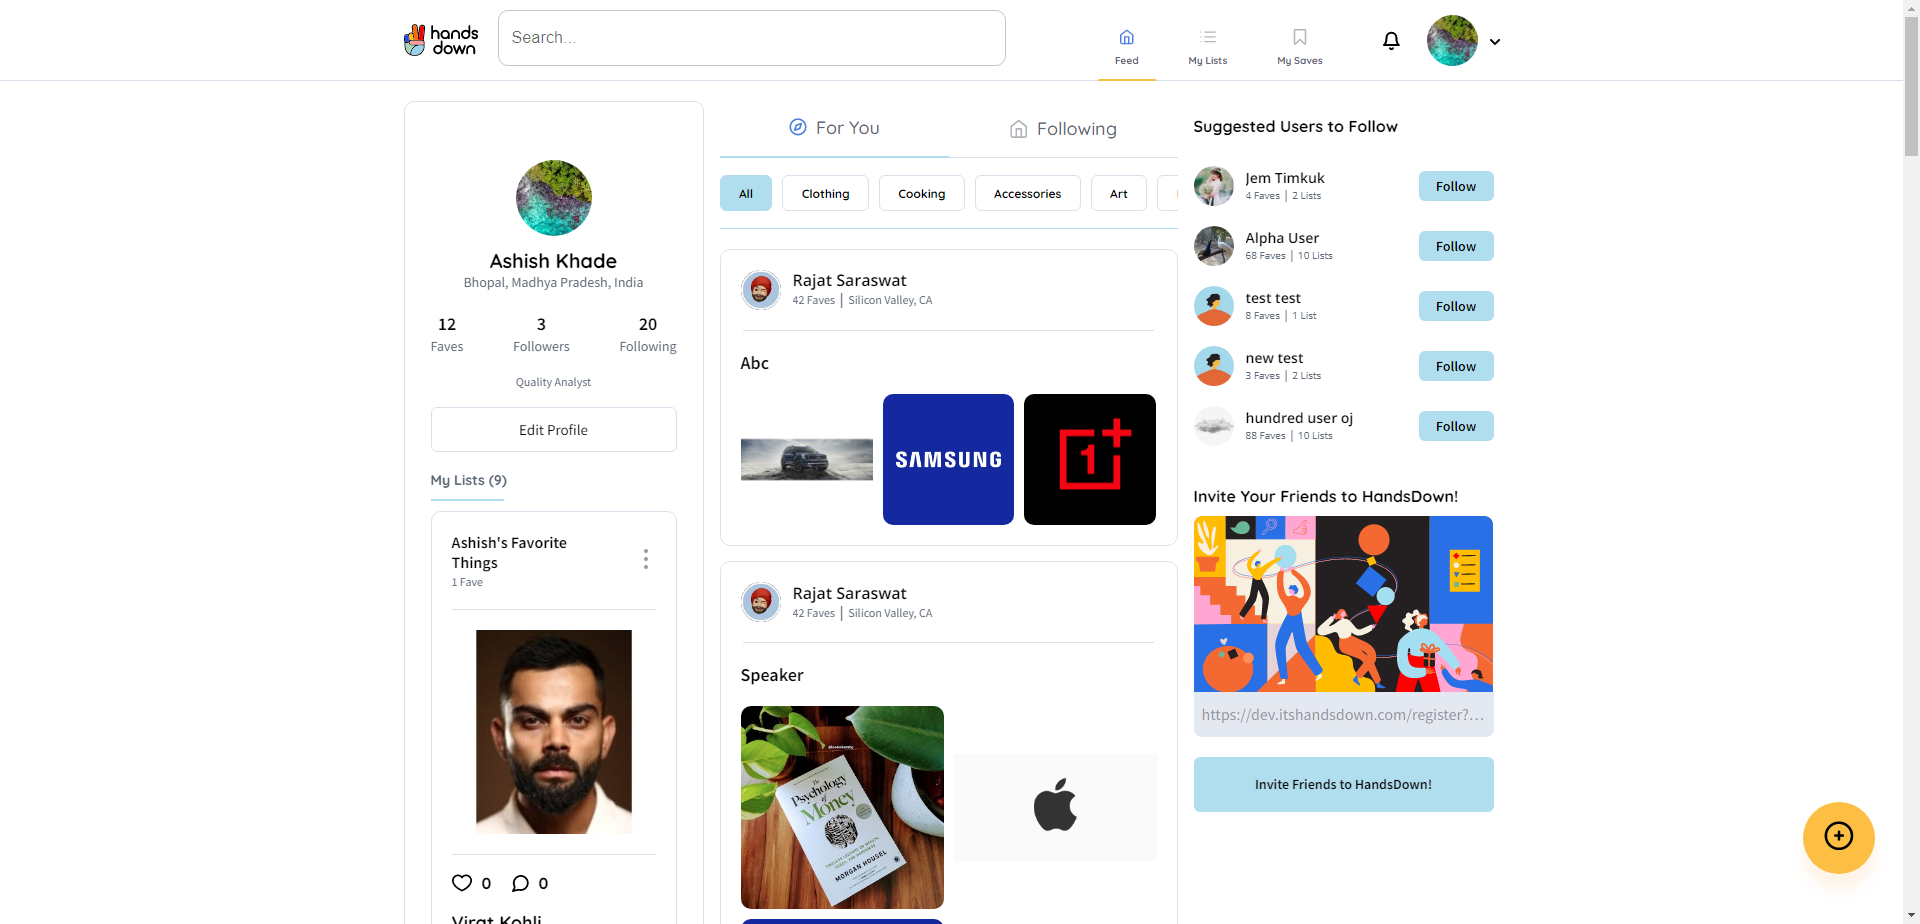 hands
down
Search...
Feed
My Lists
My Saves
Ashish Khade
Bhopal, Madhya Pradesh, India
12
3
20
Faves
Followers
Following
Quality Analyst
Edit Profile
My Lists (9)
Ashish's Favorite
Things
1 Fave
0
0
Virat Kohli
For You
Following
All
Clothing
Cooking
Accessories
Art
Rajat Saraswat
42 Faves | Silicon Valley, CA
Abc
SAMSUNG
1
Rajat Saraswat
42 Faves | Silicon Valley, CA
Speaker
The
Psychology
of
Money
MORGAN HOUSEL
Suggested Users to Follow
Jem Timkuk
4 Faves | 2 Lists
Follow
Alpha User
68 Faves | 10 Lists
Follow
test test
8 Faves | 1 List
Follow
new test
3 Faves | 2 Lists
Follow
hundred user oj
88 Faves | 10 Lists
Follow
Invite Your Friends to HandsDown!
https://dev.itshandsdown.com/register?...
Invite Friends to HandsDown!